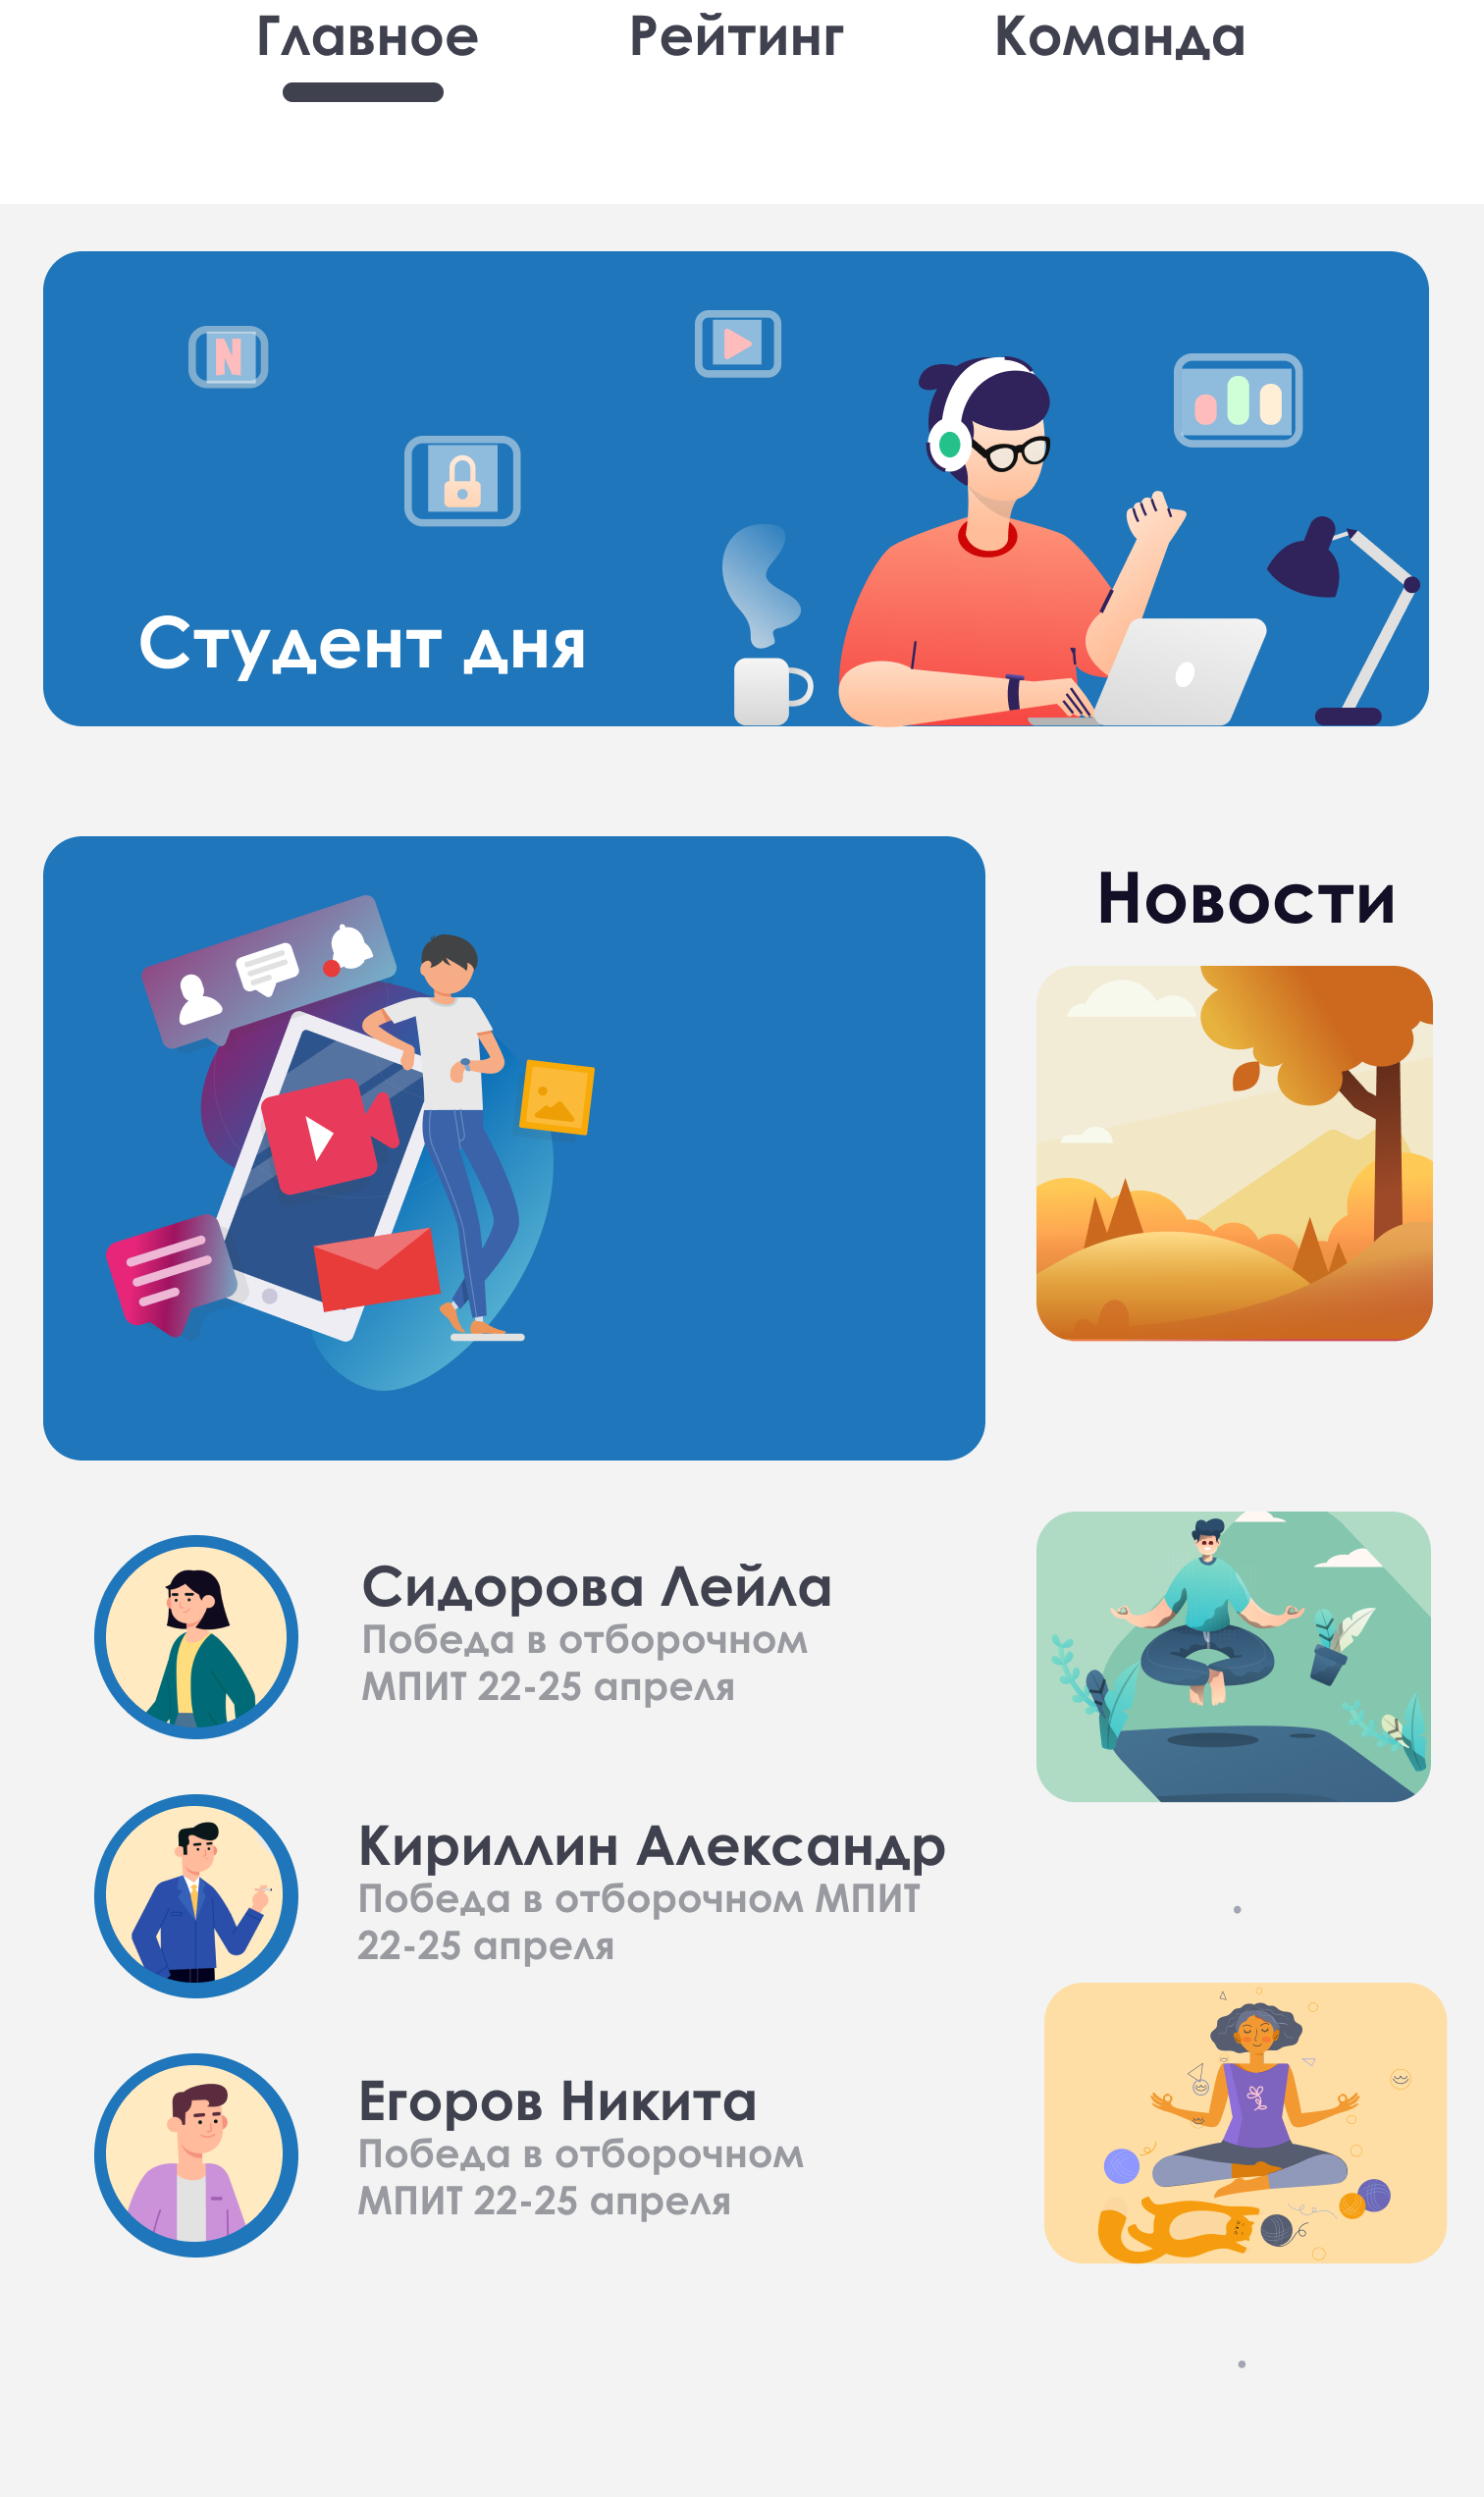 Главное Рейтинг Команда
N
Студент дня
Новости
Сидорова Лейла
Победа в отборочном
МПИТ 22-25 апреля
Кириллин Александр
Победа в отборочном МПИТ
22-25 апреля
Егоров Никита
Победа в отборочном
МПИТ 22-25 апреля